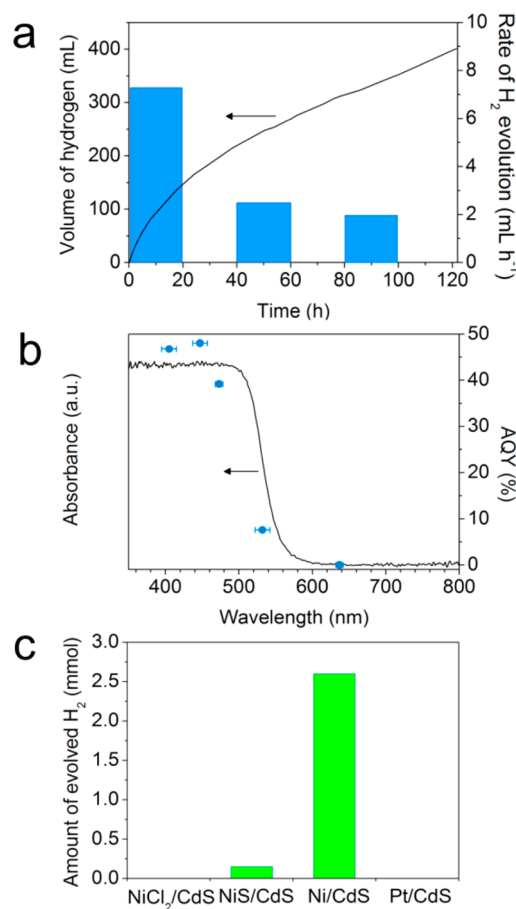 a
Volume of hydrogen (mL)
400
300
200
100
0
10
8
6
4
2
0
Rate of H₂ evolution (mL h⁻¹)
0 20 40 60 80 100 120
Time (h)
b
Absorbance (a.u.)
50
40
30
20
10
0
AQY (%)
400 500 600 700 800
Wavelength (nm)
c
Amount of evolved H₂ (mmol)
3.0
2.5
2.0
1.5
1.0
0.5
0.0
NiCl₂/CdS NiS/CdS Ni/CdS Pt/CdS